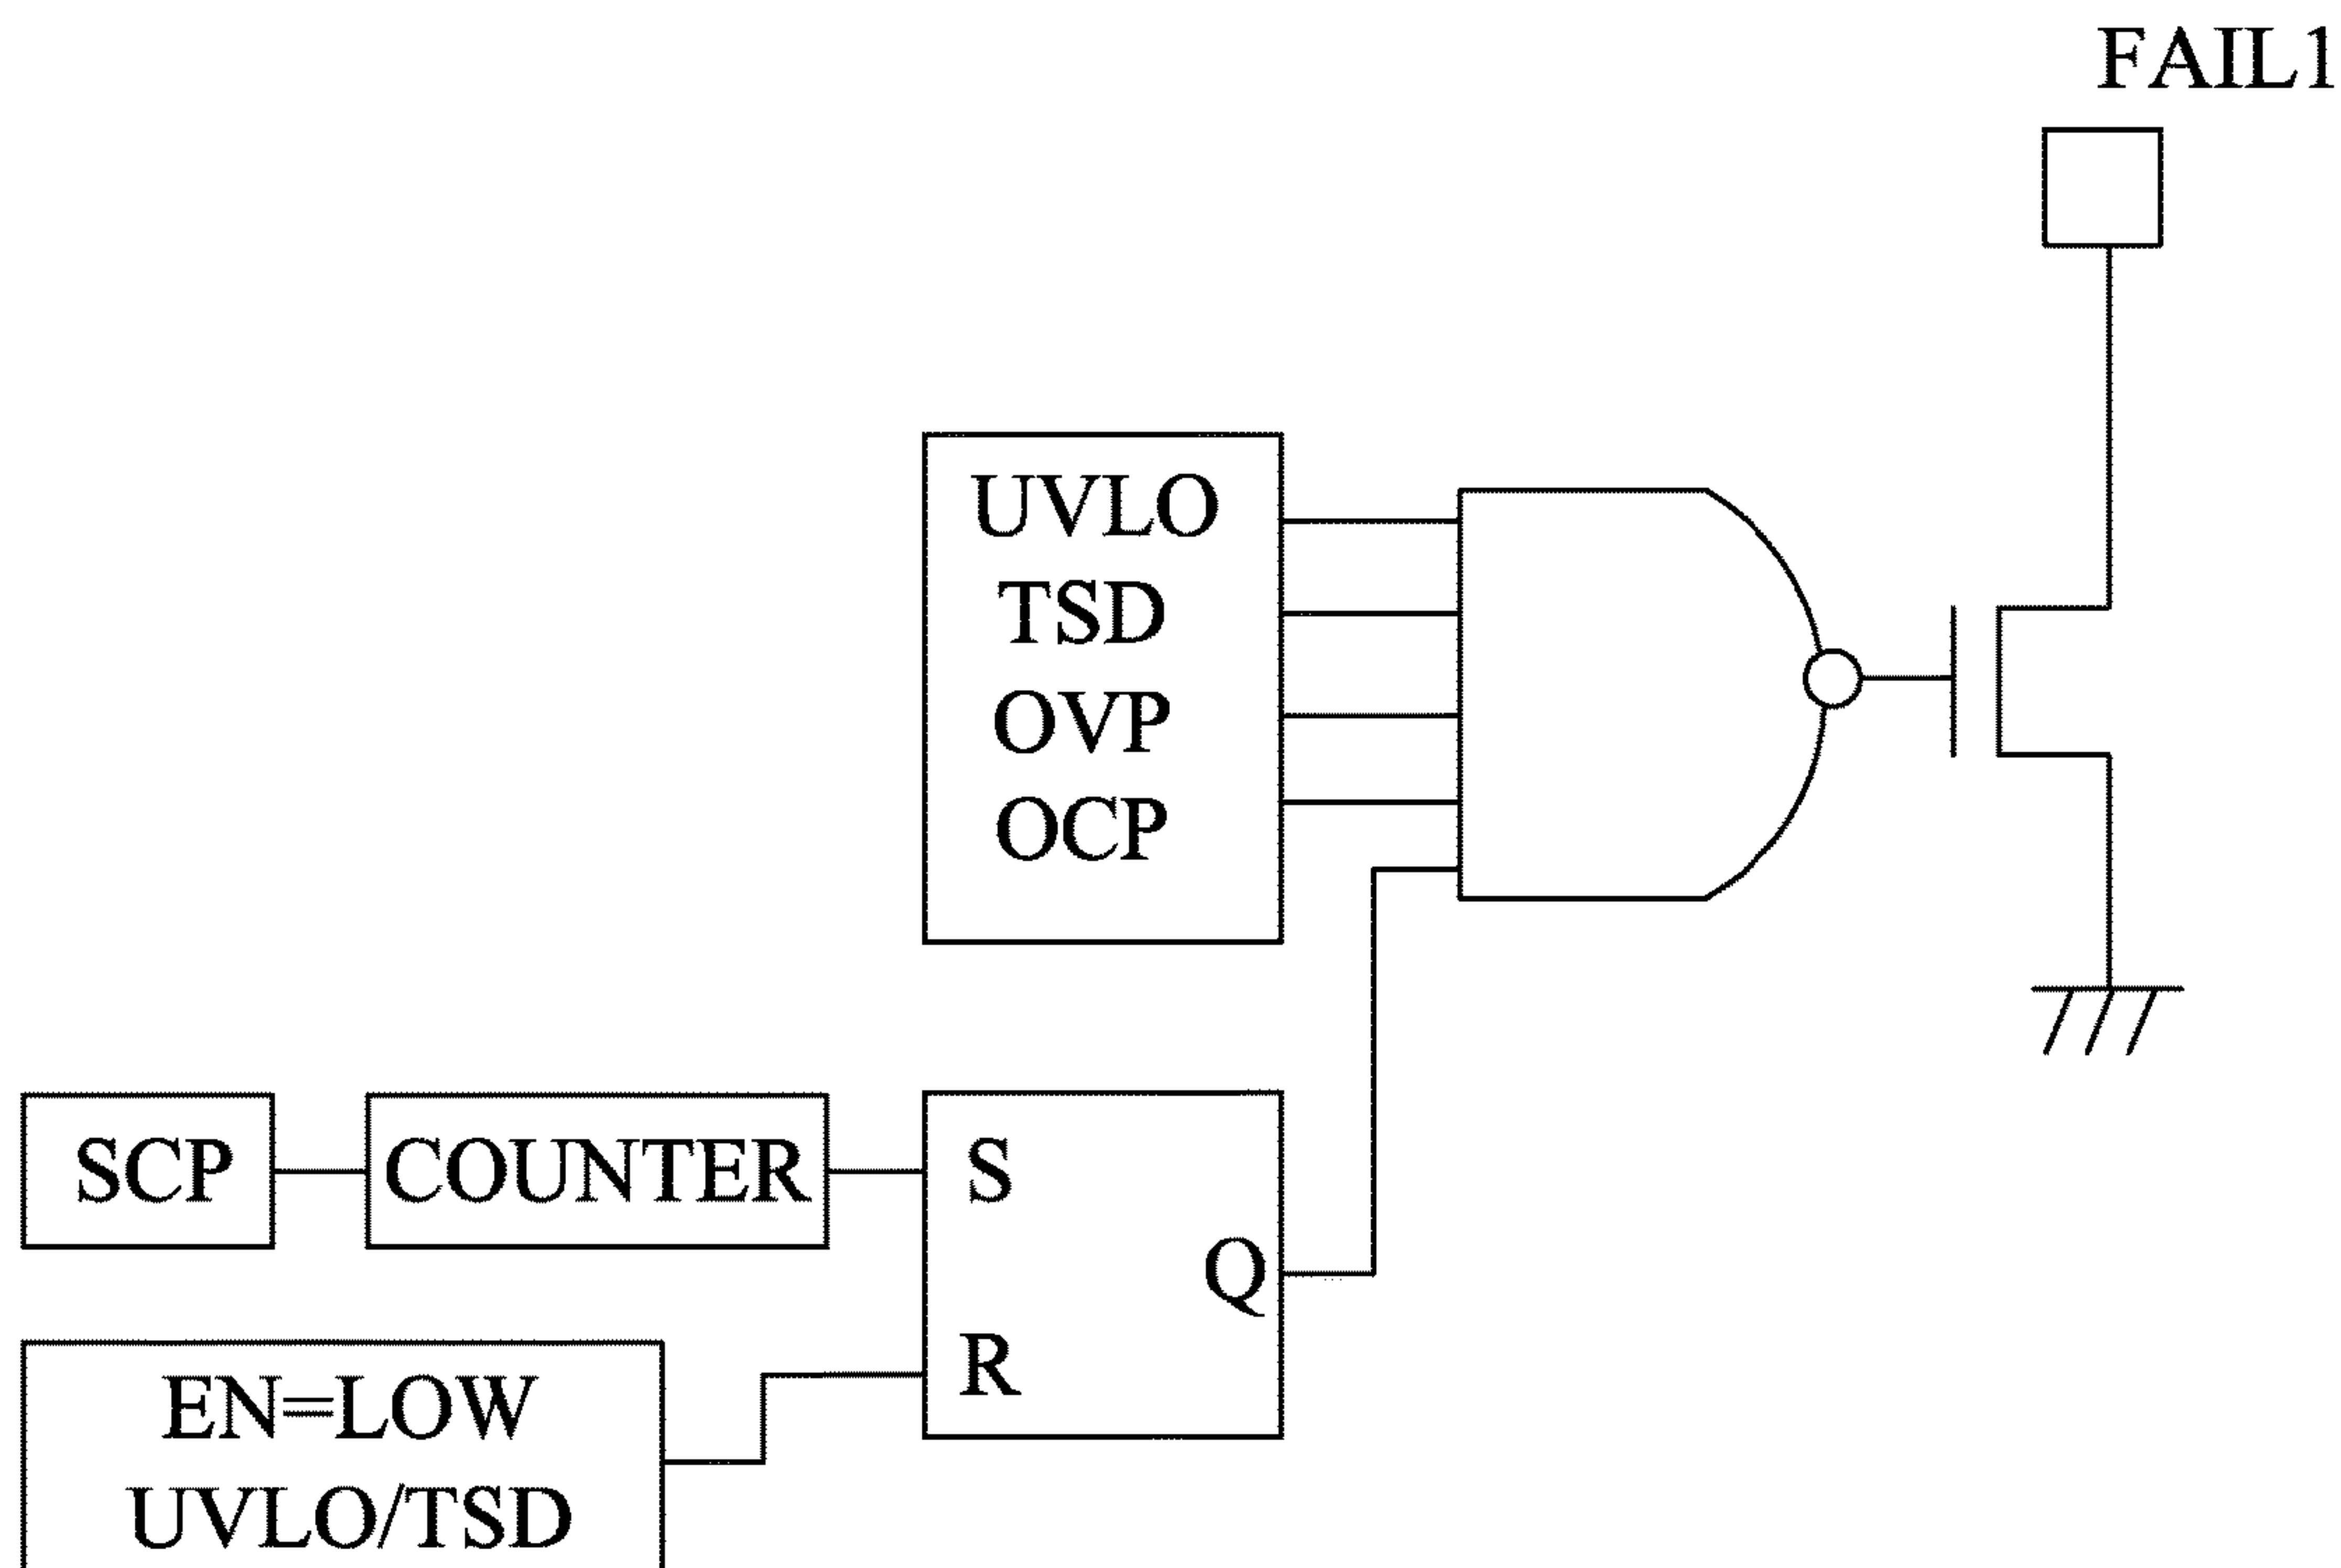 FAIL1
UVLO
TSD
OVP
OCP
SCP
COUNTER
S
Q
R
EN=LOW
UVLO/TSD